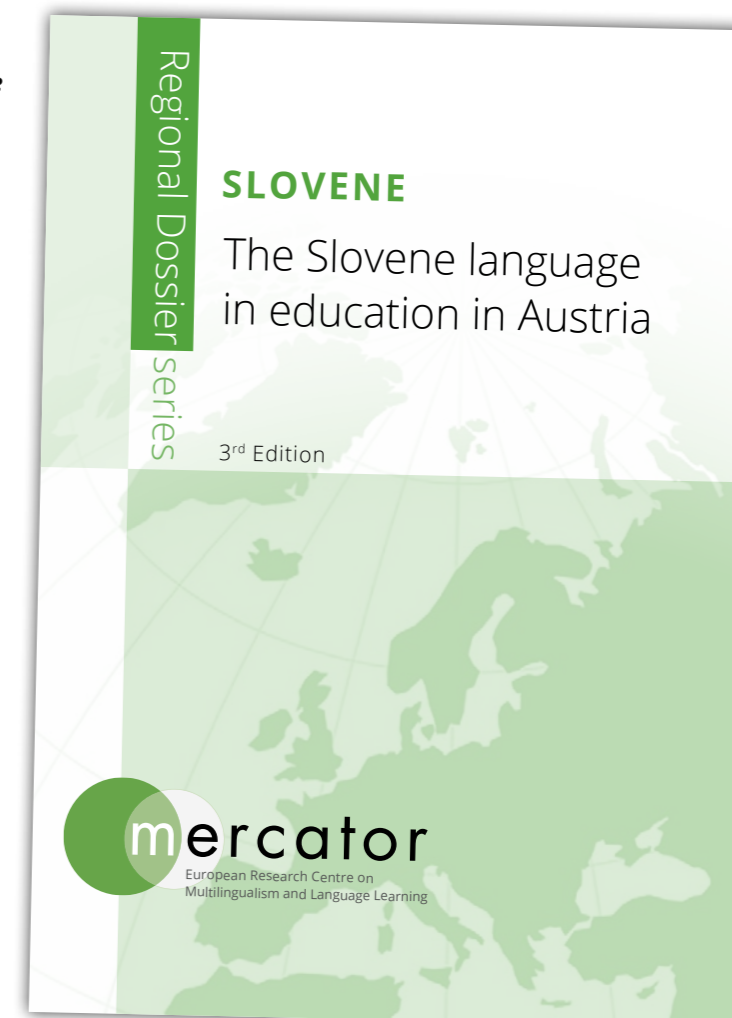 Regional Dossier series
SLOVENE
The Slovene language
in education in Austria
3rd Edition
mercator
European Research Centre on
Multilingualism and Language Learning